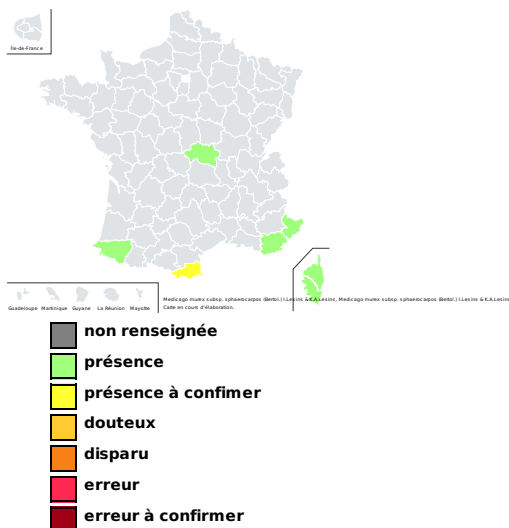 Île-de-France
Guadeloupe Martinique Guyane La Réunion Mayotte
Medicago murex subsp. sphaerocarpos (Bertol.) I.Lesins & K.A.Lesins, Medicago murex subsp. sphaerocarpos (Bertol.) I.Lesins & K.A.Lesins
Carte en cours d'élaboration.
non renseignée
présence
présence à confimer
douteux
disparu
erreur
erreur à confirmer